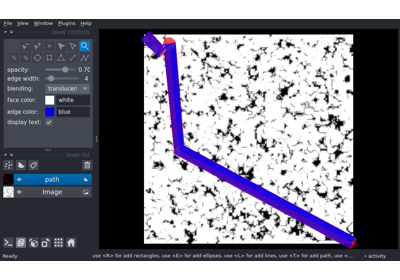 File View Window Plugins Help
layer controls
opacity: 0.70
edge width: 4
blending: translucen
face color: white
edge color: blue
display text:
layer list
path
Image
Ready
use <R> for add rectangles, use <E> for add ellipses, use <L> for add lines, use <T> for add path, use <...
activity